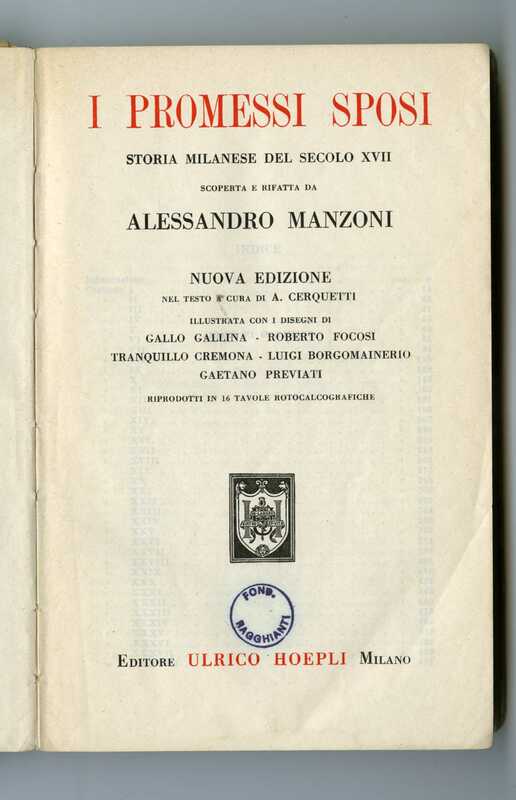 I PROMESSI SPOSI
STORIA MILANESE DEL SECOLO XVII
SCOPERTA E RIFATTA DA
ALESSANDRO MANZONI
NUOVA EDIZIONE
NEL TESTO A CURA DI A. CERQUETTI
ILLUSTRATA CON I DISEGNI DI
GALLO GALLINA - ROBERTO FOCOSI
TRANQUILLO CREMONA - LUIGI BORGOMAINERIO
GAETANO PREVIATI
RIPRODOTTI IN 16 TAVOLE ROTOCALCOGRAFICHE
FOND.
RAGGHIANTI
EDITORE ULRICO HOEPLI MILANO